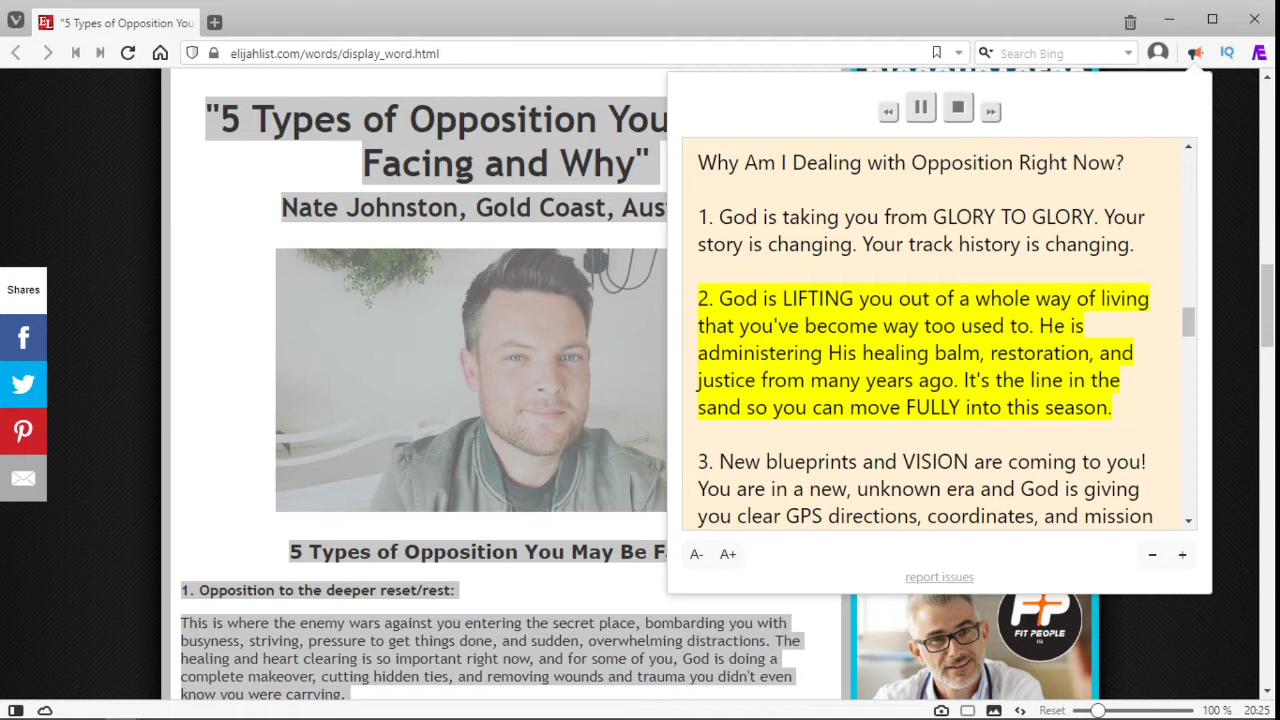 "5 Types of Opposition You
elijahlist.com/words/display_word.html
Search Bing
IQ
"5 Types of Opposition You
Facing and Why"
Nate Johnston, Gold Coast, Aus
Shares
5 Types of Opposition You May Be F
1. Opposition to the deeper reset/rest:
This is where the enemy wars against you entering the secret place, bombarding you with
busyness, striving, pressure to get things done, and sudden, overwhelming distractions. The
healing and heart clearing is so important right now, and for some of you, God is doing a
complete makeover, cutting hidden ties, and removing wounds and trauma you didn't even
know you were carrying.
Why Am I Dealing with Opposition Right Now?
1. God is taking you from GLORY TO GLORY. Your
story is changing. Your track history is changing.
2. God is LIFTING you out of a whole way of living
that you've become way too used to. He is
administering His healing balm, restoration, and
justice from many years ago. It's the line in the
sand so you can move FULLY into this season.
3. New blueprints and VISION are coming to you!
You are in a new, unknown era and God is giving
you clear GPS directions, coordinates, and mission
A- A+
- +
report issues
FIT PEOPLE
Reset
100 %
20:25